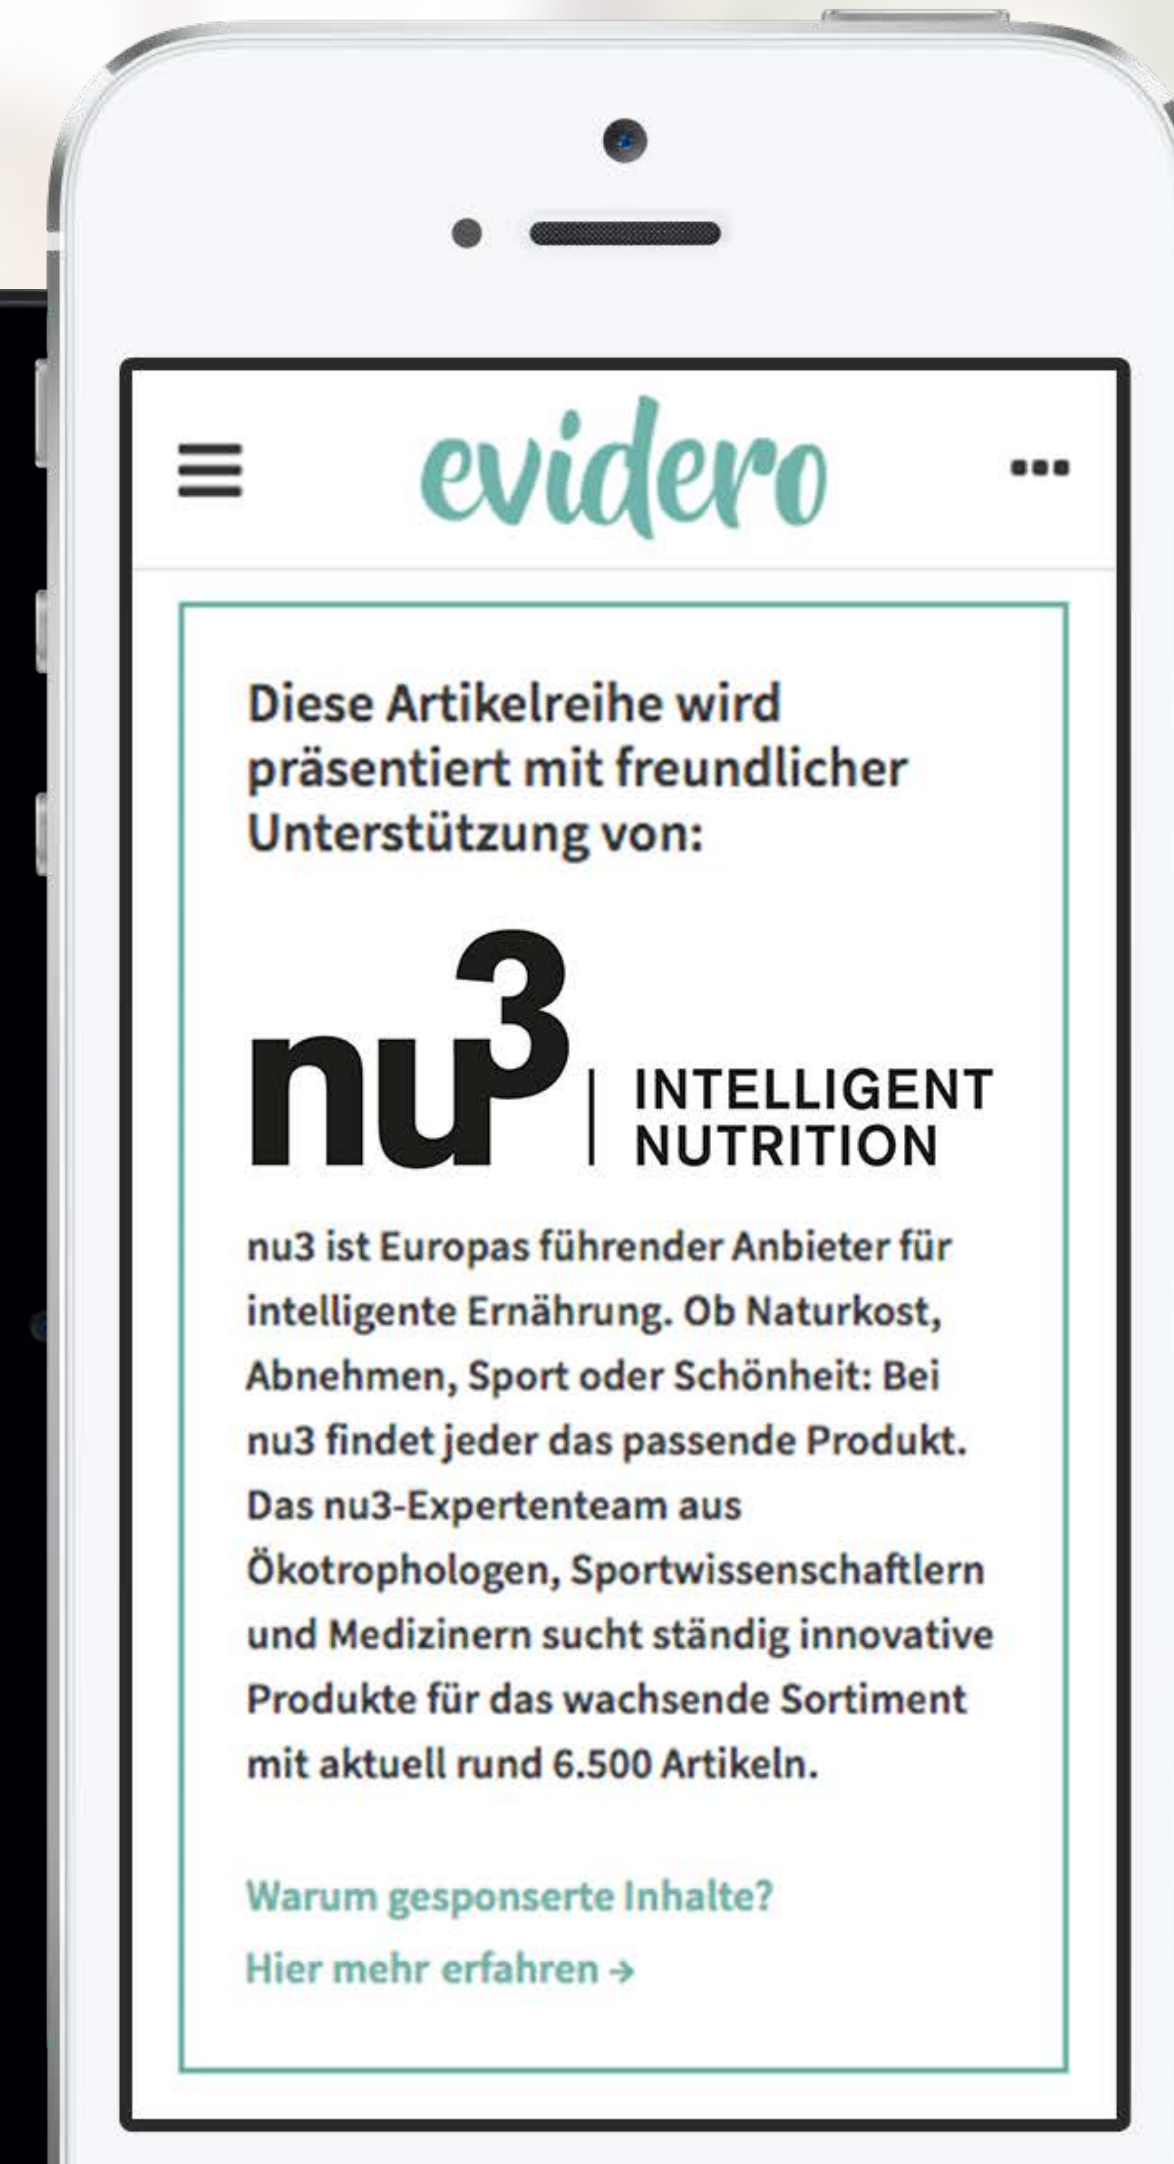 evidero
Diese Artikelreihe wird
präsentiert mit freundlicher
Unterstützung von:
nu3 | INTELLIGENT
NUTRITION
nu3 ist Europas führender Anbieter für
intelligente Ernährung. Ob Naturkost,
Abnehmen, Sport oder Schönheit: Bei
nu3 findet jeder das passende Produkt.
Das nu3-Expertenteam aus
Ökotrophologen, Sportwissenschaftlern
und Medizinern sucht ständig innovative
Produkte für das wachsende Sortiment
mit aktuell rund 6.500 Artikeln.
Warum gesponserte Inhalte?
Hier mehr erfahren →